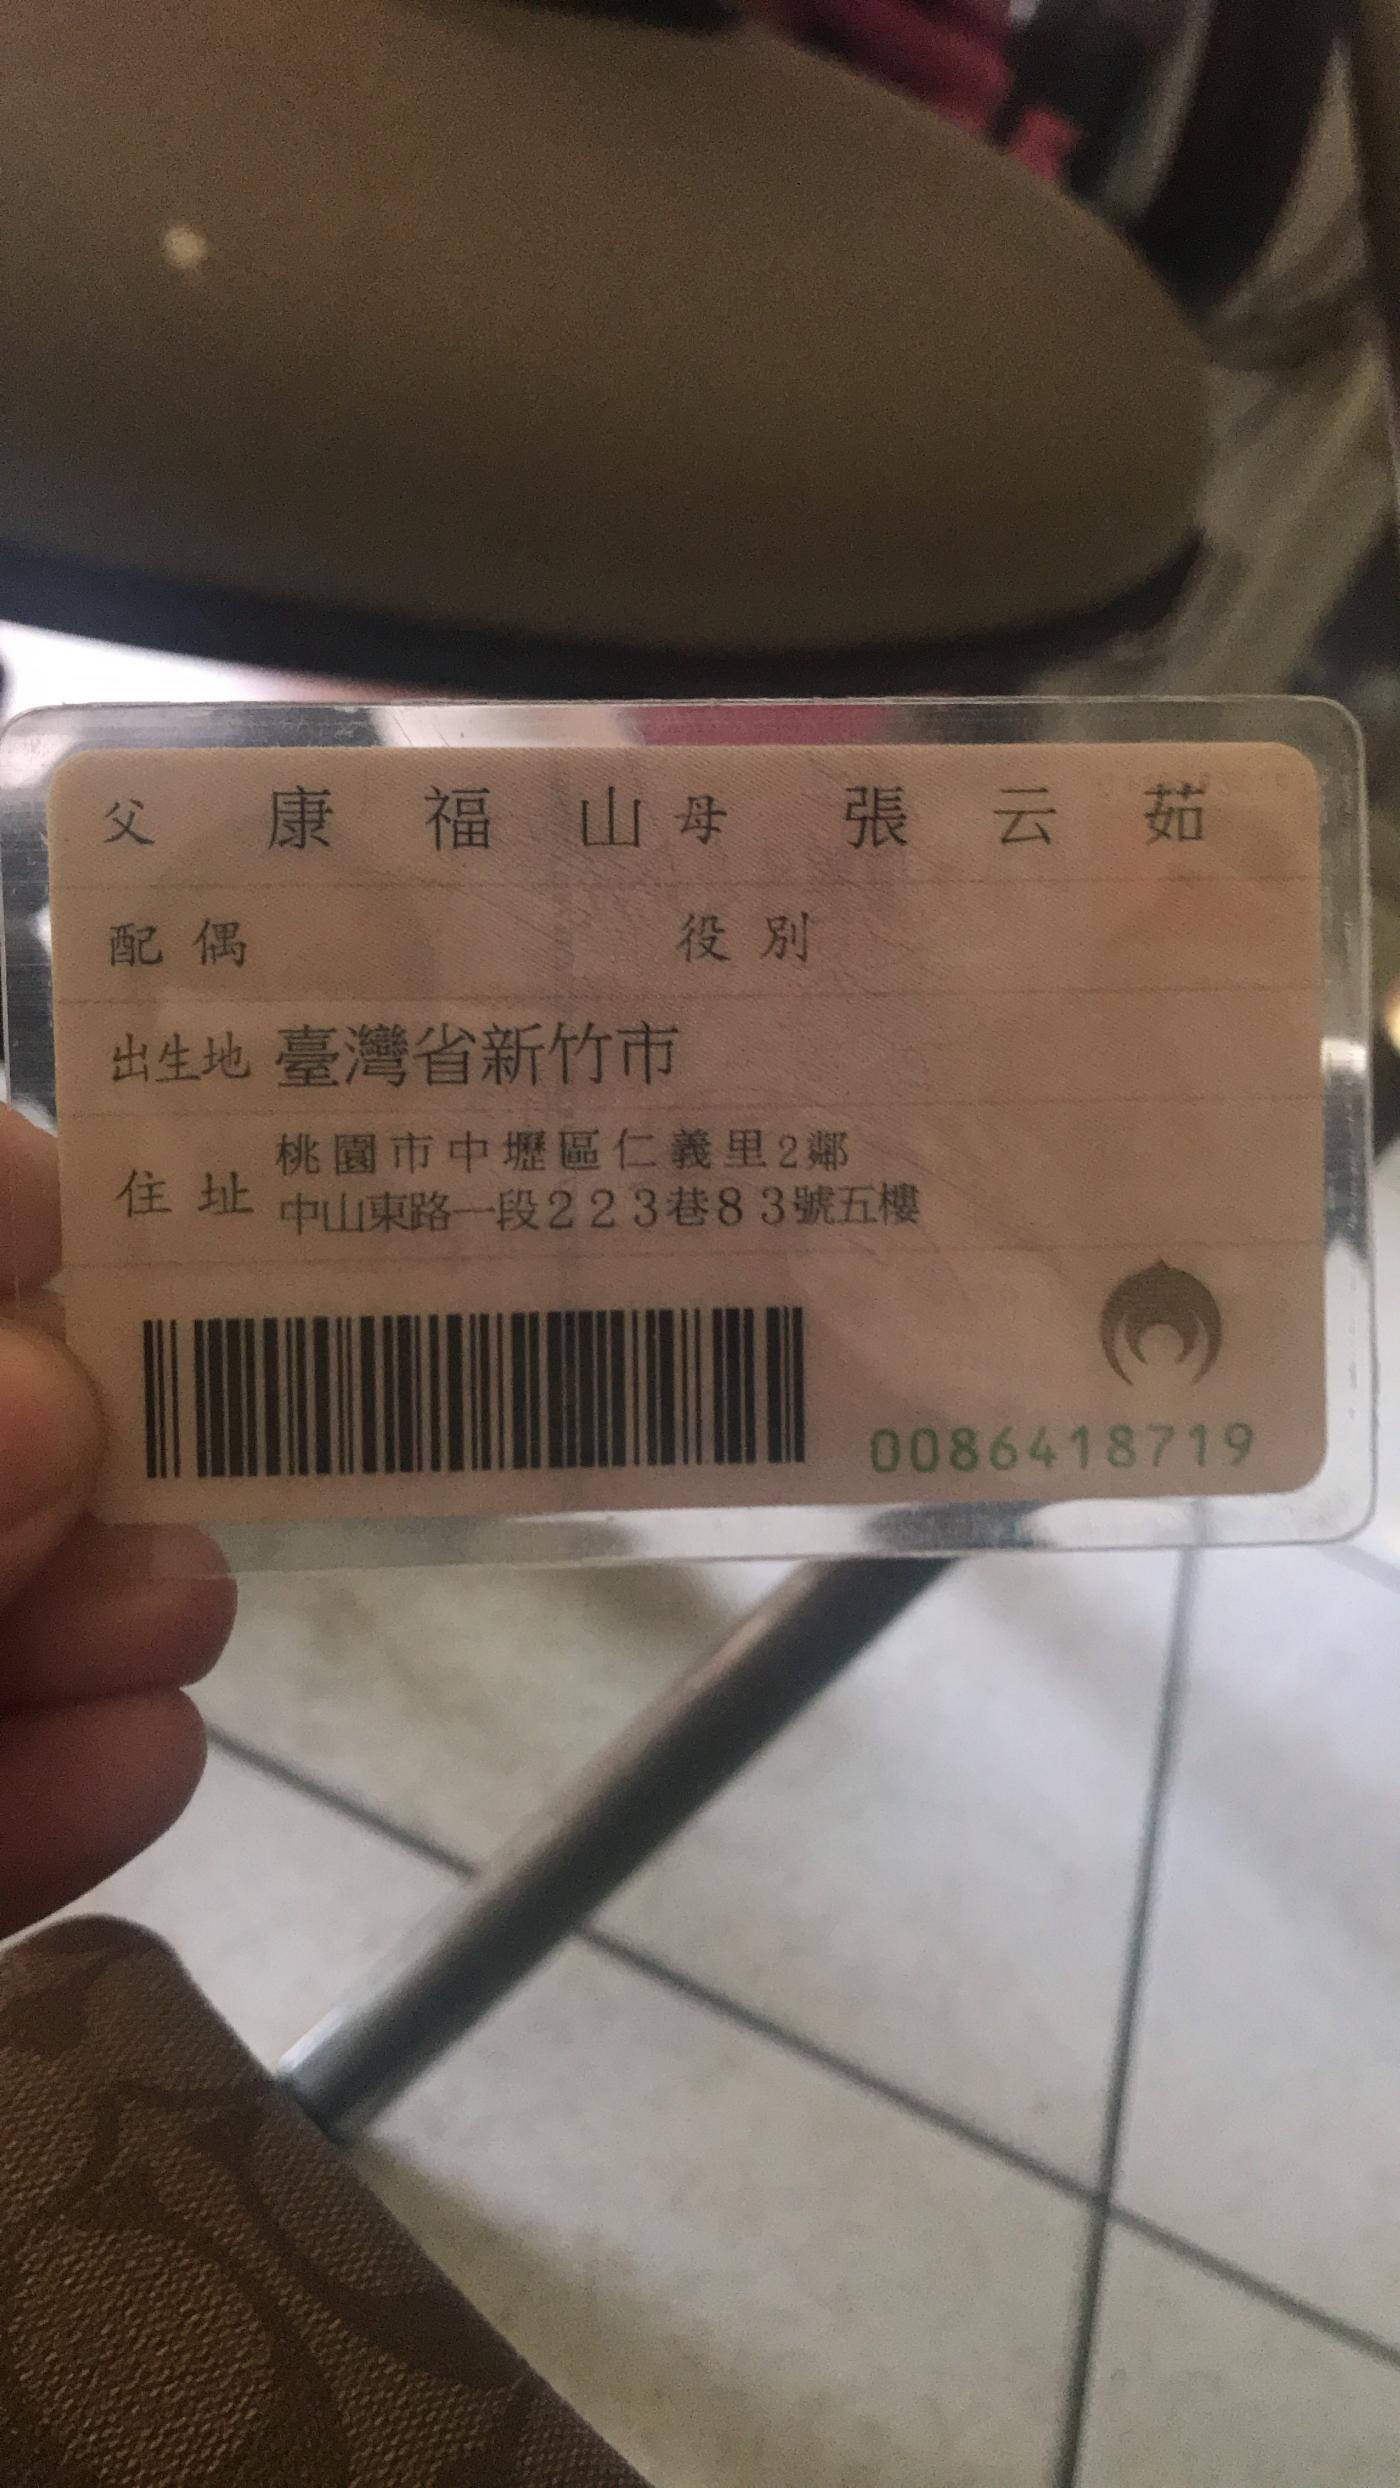 父 康福山 母 張云茹
配偶 役別
出生地 臺灣省新竹市
住址 桃園市中壢區仁義里2鄰
中山東路一段223巷83號五樓
0086418719